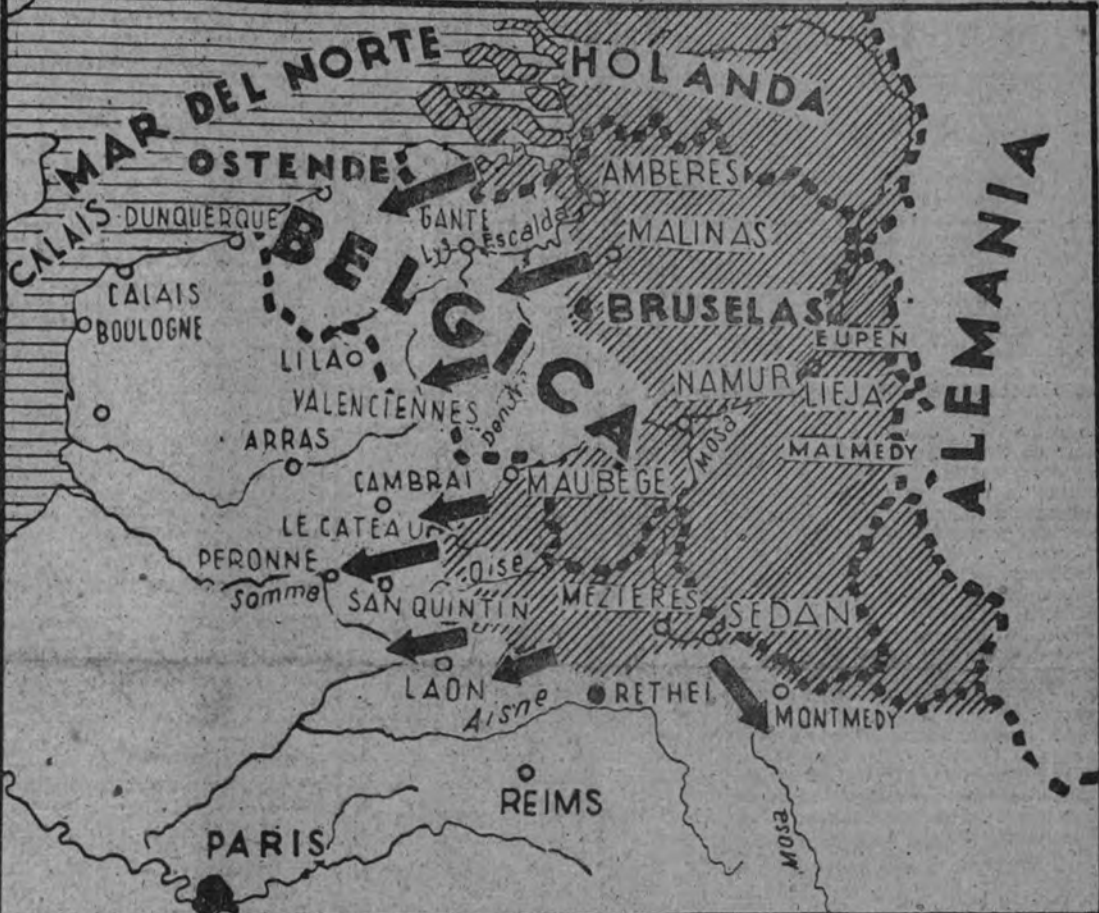 MAR DEL NORTE
HOLANDA
ALEMANIA
OSTENDE
AMBERES
CALAIS
DUNQUERQUE
GANTE
Lys
Escalda
MALINAS
BELGICA
CALAIS
BOULOGNE
BRUSELAS
EUPEN
LILA
NAMUR
LIEJA
VALENCIENNES
Mosa
ARRAS
MALMEDY
CAMBRAI
MAUBEGE
LE CATEAU
PERONNE
Oise
Somme
SAN QUINTIN
MEZIERES
SEDAN
LAON
RETHEL
Aisne
MONTMEDY
REIMS
PARIS
Mosa